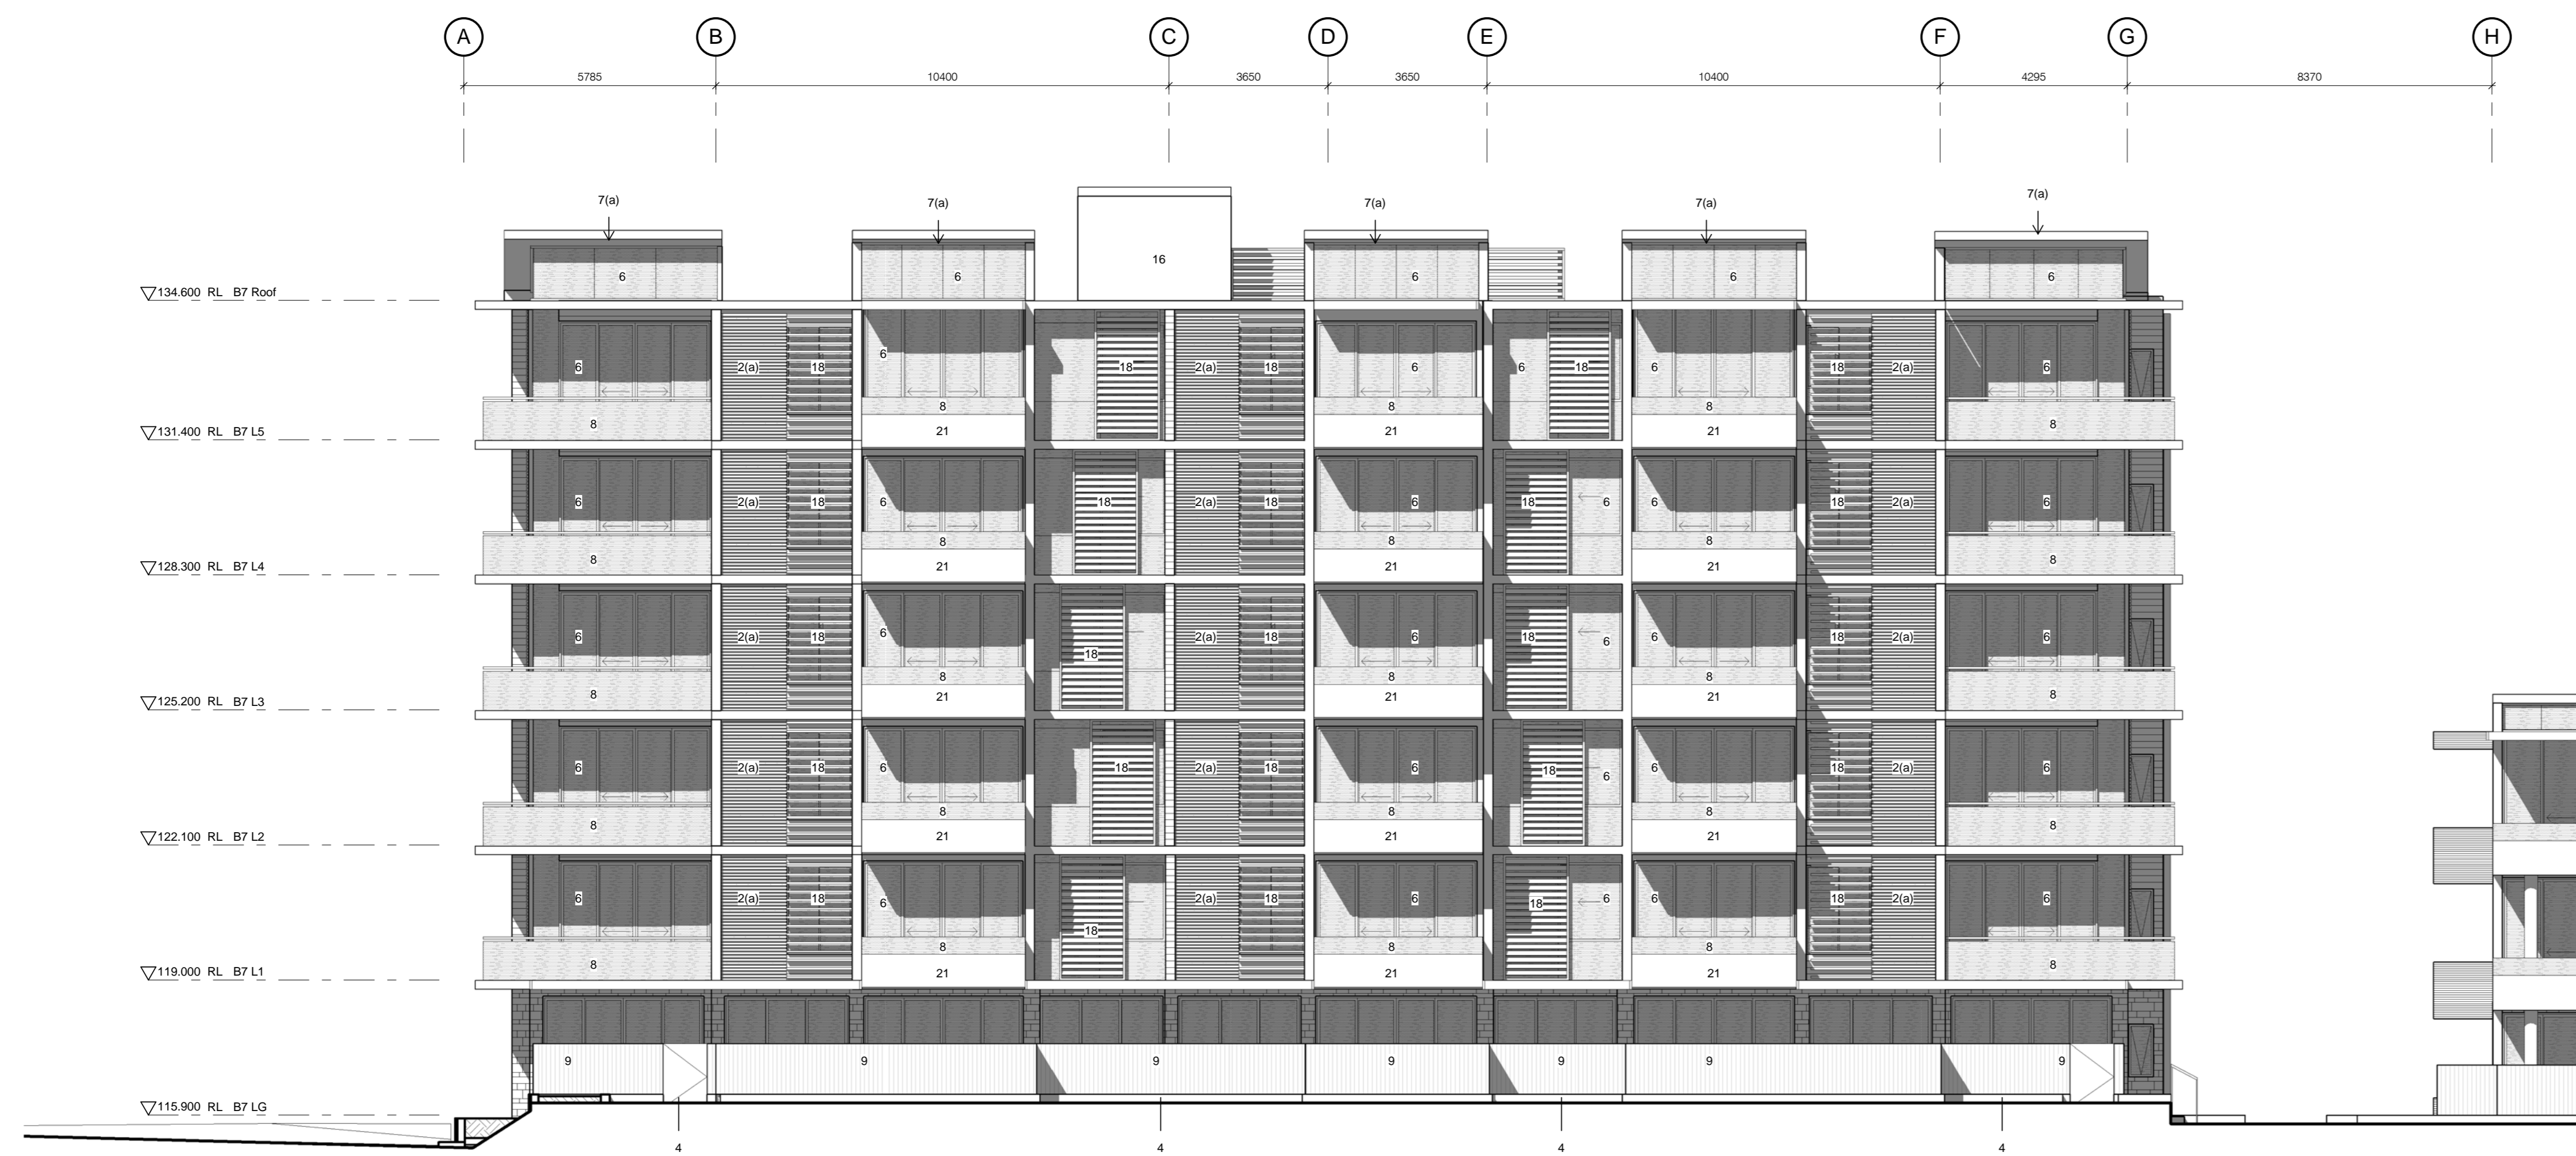 A B C D E F G H
5785 10400 3650 3650 10400 4295 8370
7(a) 7(a) 7(a) 7(a) 7(a)
16
6 6 6 6 6
134.600 RL B7 Roof
6 2(a) 18 6 18 2(a) 18 6 6 18 6 18 2(a) 6
8 8 8 8 8
131.400 RL B7 L5 21 21 21
6 2(a) 18 6 18 2(a) 18 6 18 6 6 18 2(a) 6
8 8 8 8 8
128.300 RL B7 L4 21 21 21
6 2(a) 18 6 18 2(a) 18 6 18 6 6 18 2(a) 6
8 8 8 8 8
125.200 RL B7 L3 21 21 21
6 2(a) 18 6 18 2(a) 18 6 18 6 6 18 2(a) 6
8 8 8 8 8
122.100 RL B7 L2 21 21 21
6 2(a) 18 6 18 2(a) 18 6 18 6 6 18 2(a) 6
8 8 8 8 8
119.000 RL B7 L1 21 21 21
9 9 9 9 9 9 9
115.900 RL B7 LG
4 4 4 4